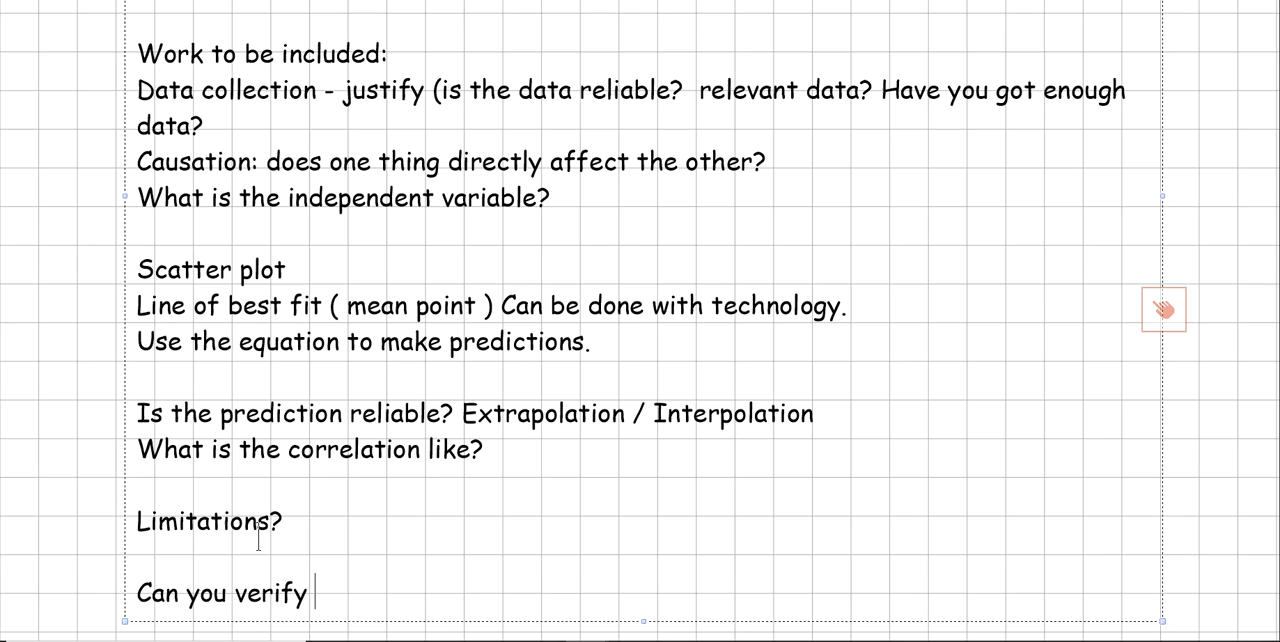 Work to be included:
Data collection - justify (is the data reliable?  relevant data? Have you got enough
data?
Causation: does one thing directly affect the other?
What is the independent variable?
Scatter plot
Line of best fit ( mean point ) Can be done with technology.
Use the equation to make predictions.
Is the prediction reliable? Extrapolation / Interpolation
What is the correlation like?
Limitations?
Can you verify